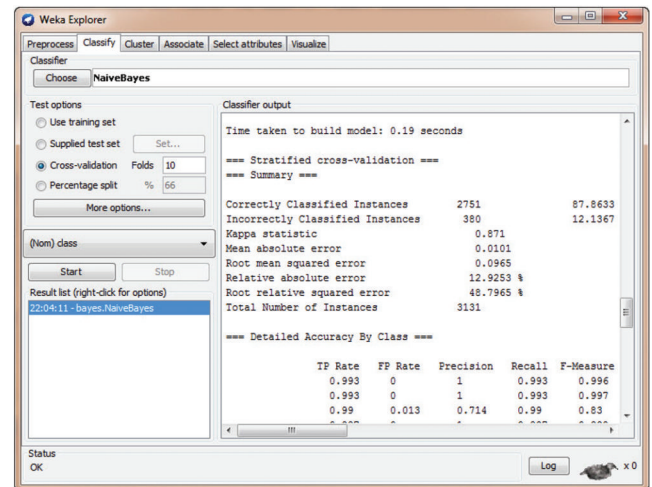 Weka Explorer
Preprocess Classify Cluster Associate Select attributes Visualize
Classifier
Choose NaiveBayes
Test options
Use training set
Supplied test set Set...
Cross-validation Folds 10
Percentage split % 66
More options...
(Nom) class
Start Stop
Result list (right-click for options)
22:04:11 - bayes.NaiveBayes
Classifier output
Time taken to build model: 0.19 seconds
=== Stratified cross-validation ===
=== Summary ===
Correctly Classified Instances 2751 87.8633
Incorrectly Classified Instances 380 12.1367
Kappa statistic 0.871
Mean absolute error 0.0101
Root mean squared error 0.0965
Relative absolute error 12.9253 %
Root relative squared error 48.7965 %
Total Number of Instances 3131
=== Detailed Accuracy By Class ===
TP Rate FP Rate Precision Recall F-Measure
0.993 0 1 0.993 0.996
0.993 0 1 0.993 0.997
0.99 0.013 0.714 0.99 0.83
Status
OK
Log
x 0